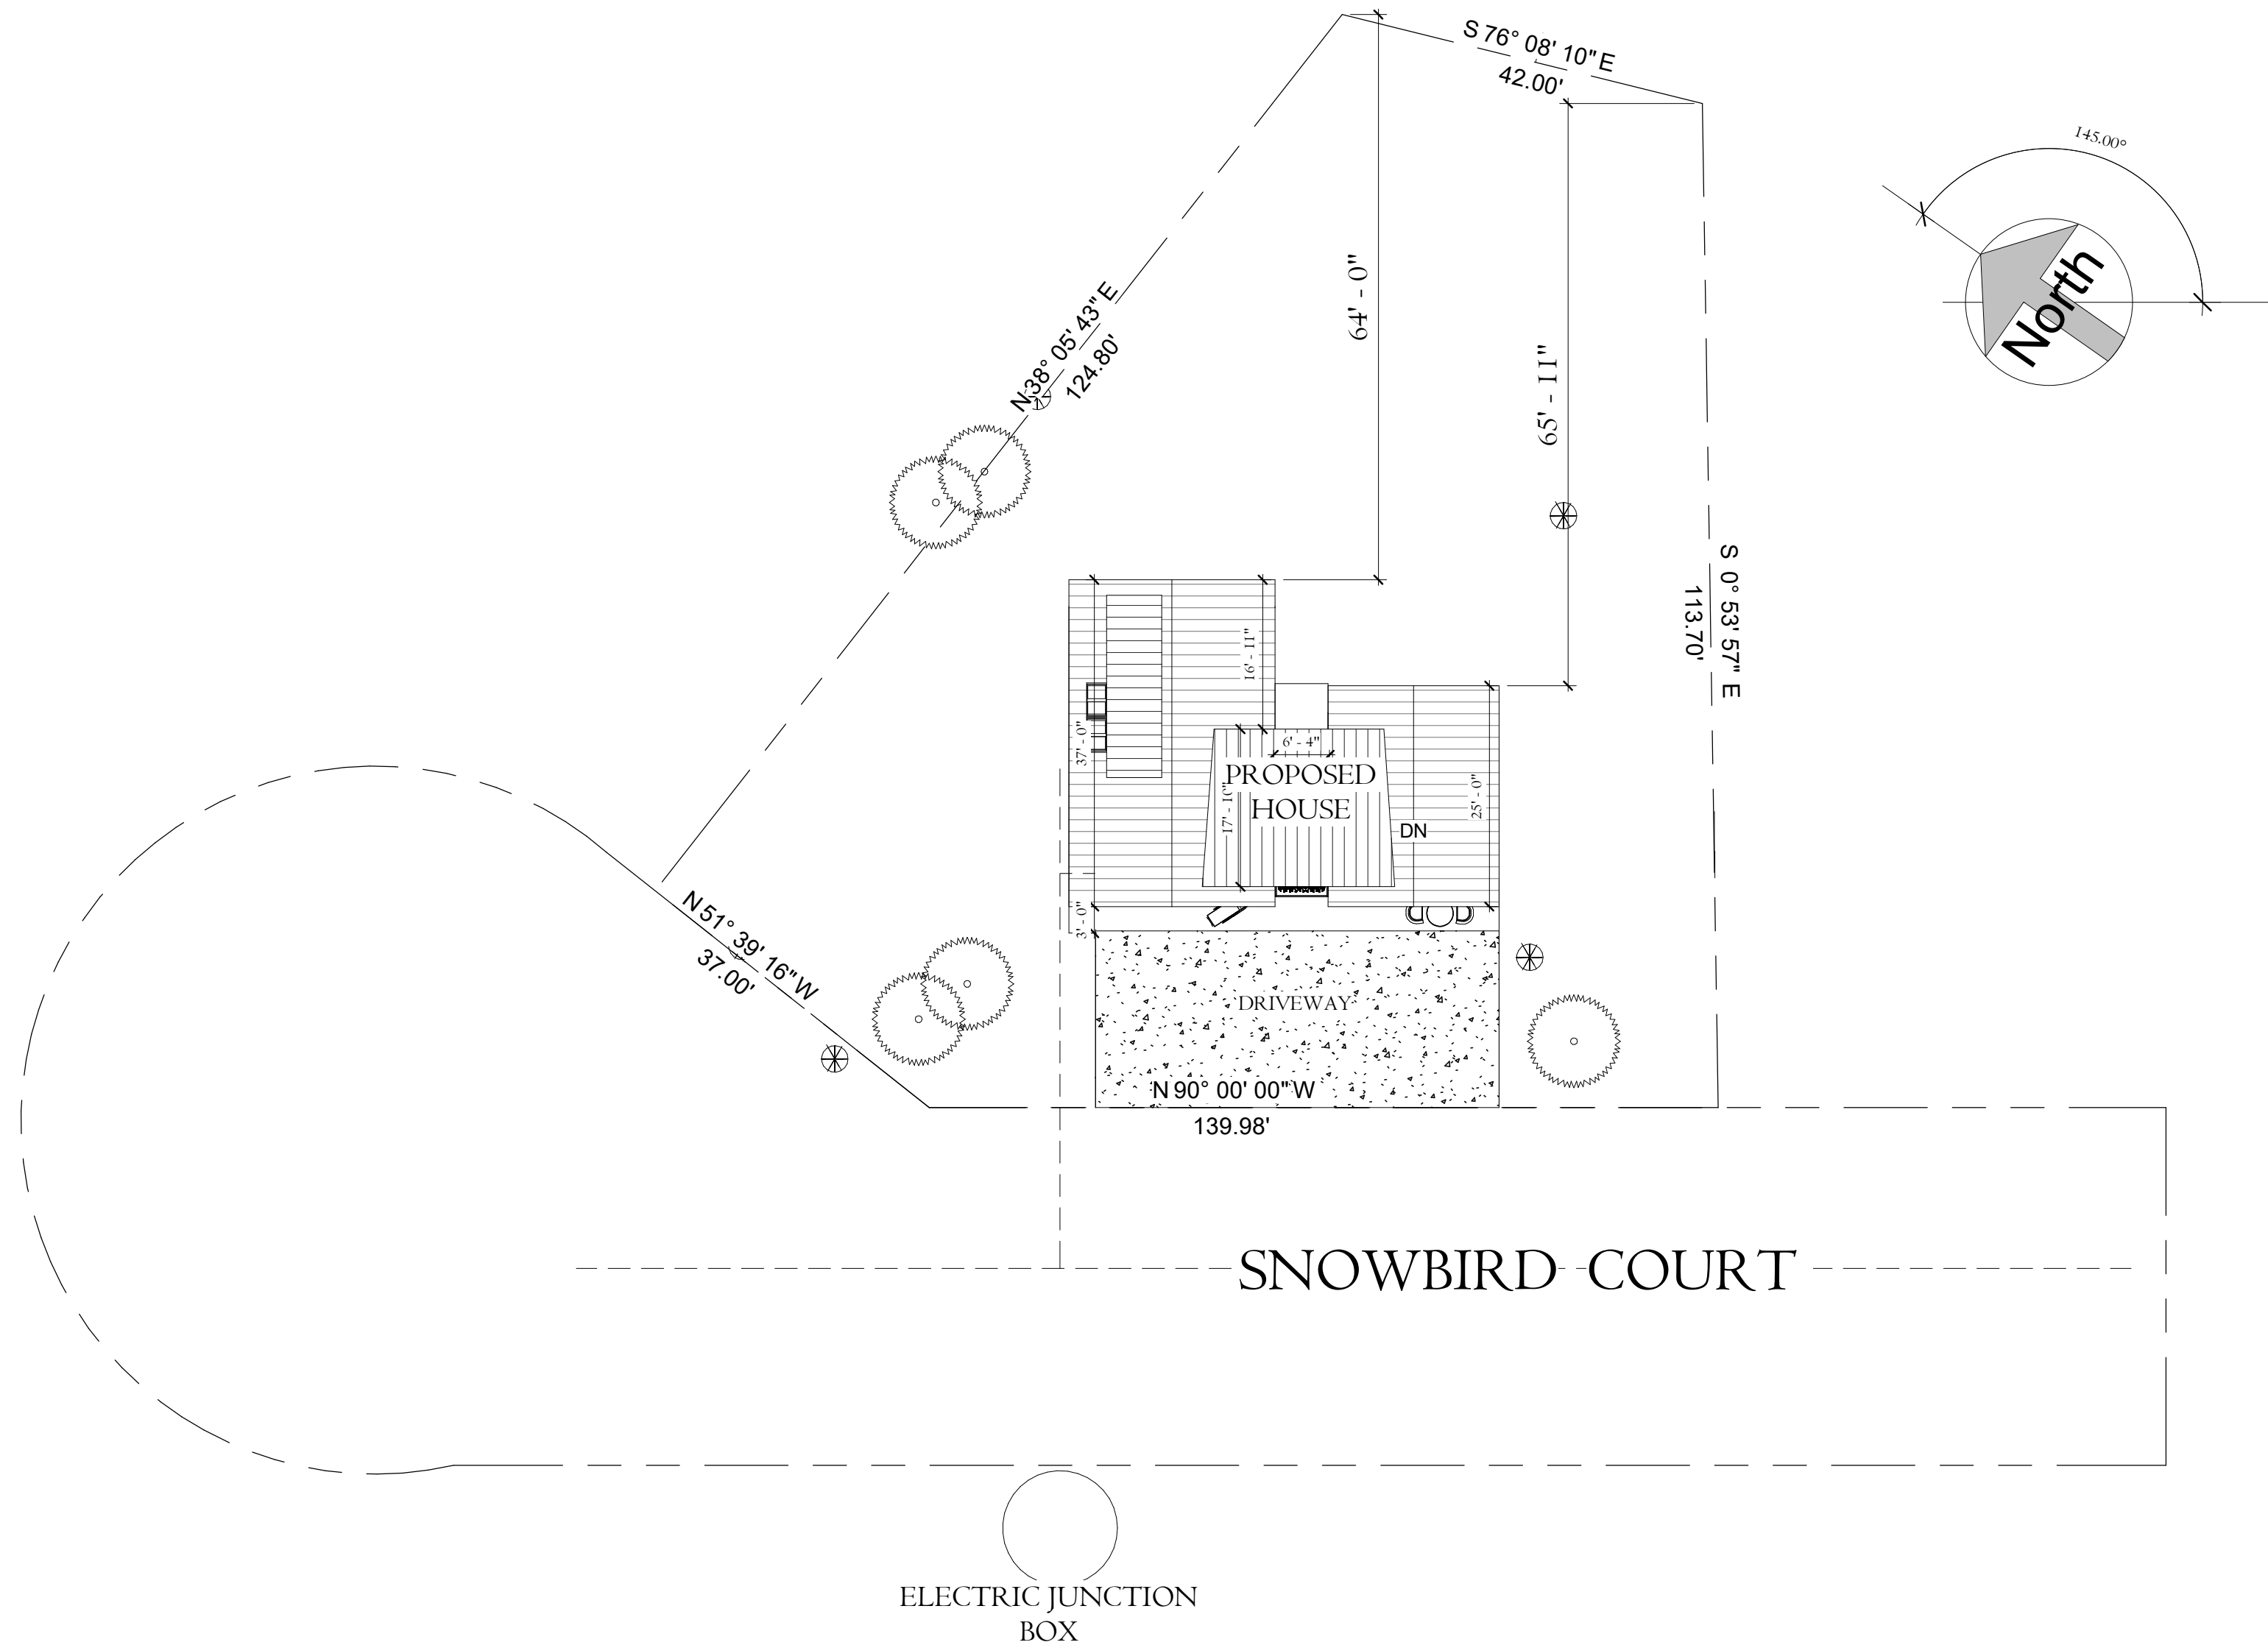 S 76° 08' 10" E
42.00'
145.00°
North
N 38° 05' 43" E
124.80'
64' - 0"
65' - 11"
S 0° 53' 57" E
113.70'
16' - 11"
37' - 0"
6' - 4"
PROPOSED
HOUSE
25' - 0"
DN
3' - 0"
N 51° 39' 16" W
37.00'
DRIVEWAY
N 90° 00' 00" W
139.98'
SNOWBIRD COURT
ELECTRIC JUNCTION
BOX